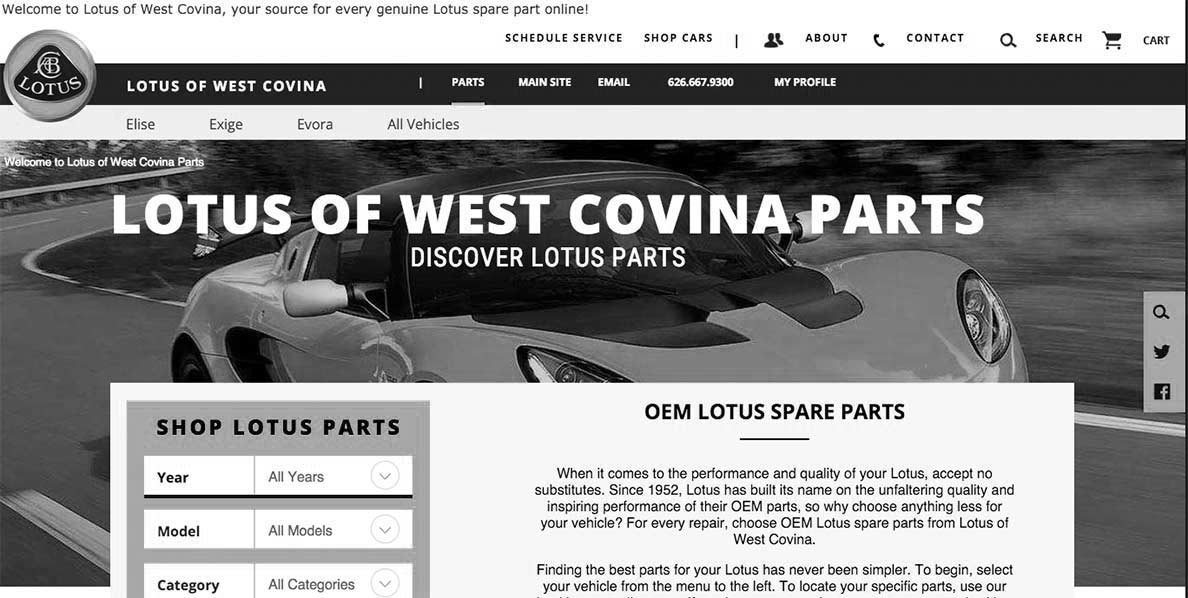 Welcome to Lotus of West Covina, your source for every genuine Lotus spare part online!
SCHEDULE SERVICE SHOP CARS | ABOUT CONTACT SEARCH CART
LOTUS
LOTUS OF WEST COVINA | PARTS MAIN SITE EMAIL 626.667.9300 MY PROFILE
Elise Exige Evora All Vehicles
Welcome to Lotus of West Covina Parts
LOTUS OF WEST COVINA PARTS
DISCOVER LOTUS PARTS
SHOP LOTUS PARTS
Year All Years
Model All Models
Category All Categories
OEM LOTUS SPARE PARTS
When it comes to the performance and quality of your Lotus, accept no
substitutes. Since 1952, Lotus has built its name on the unfaltering quality and
inspiring performance of their OEM parts, so why choose anything less for
your vehicle? For every repair, choose OEM Lotus spare parts from Lotus of
West Covina.
Finding the best parts for your Lotus has never been simpler. To begin, select
your vehicle from the menu to the left. To locate your specific parts, use our